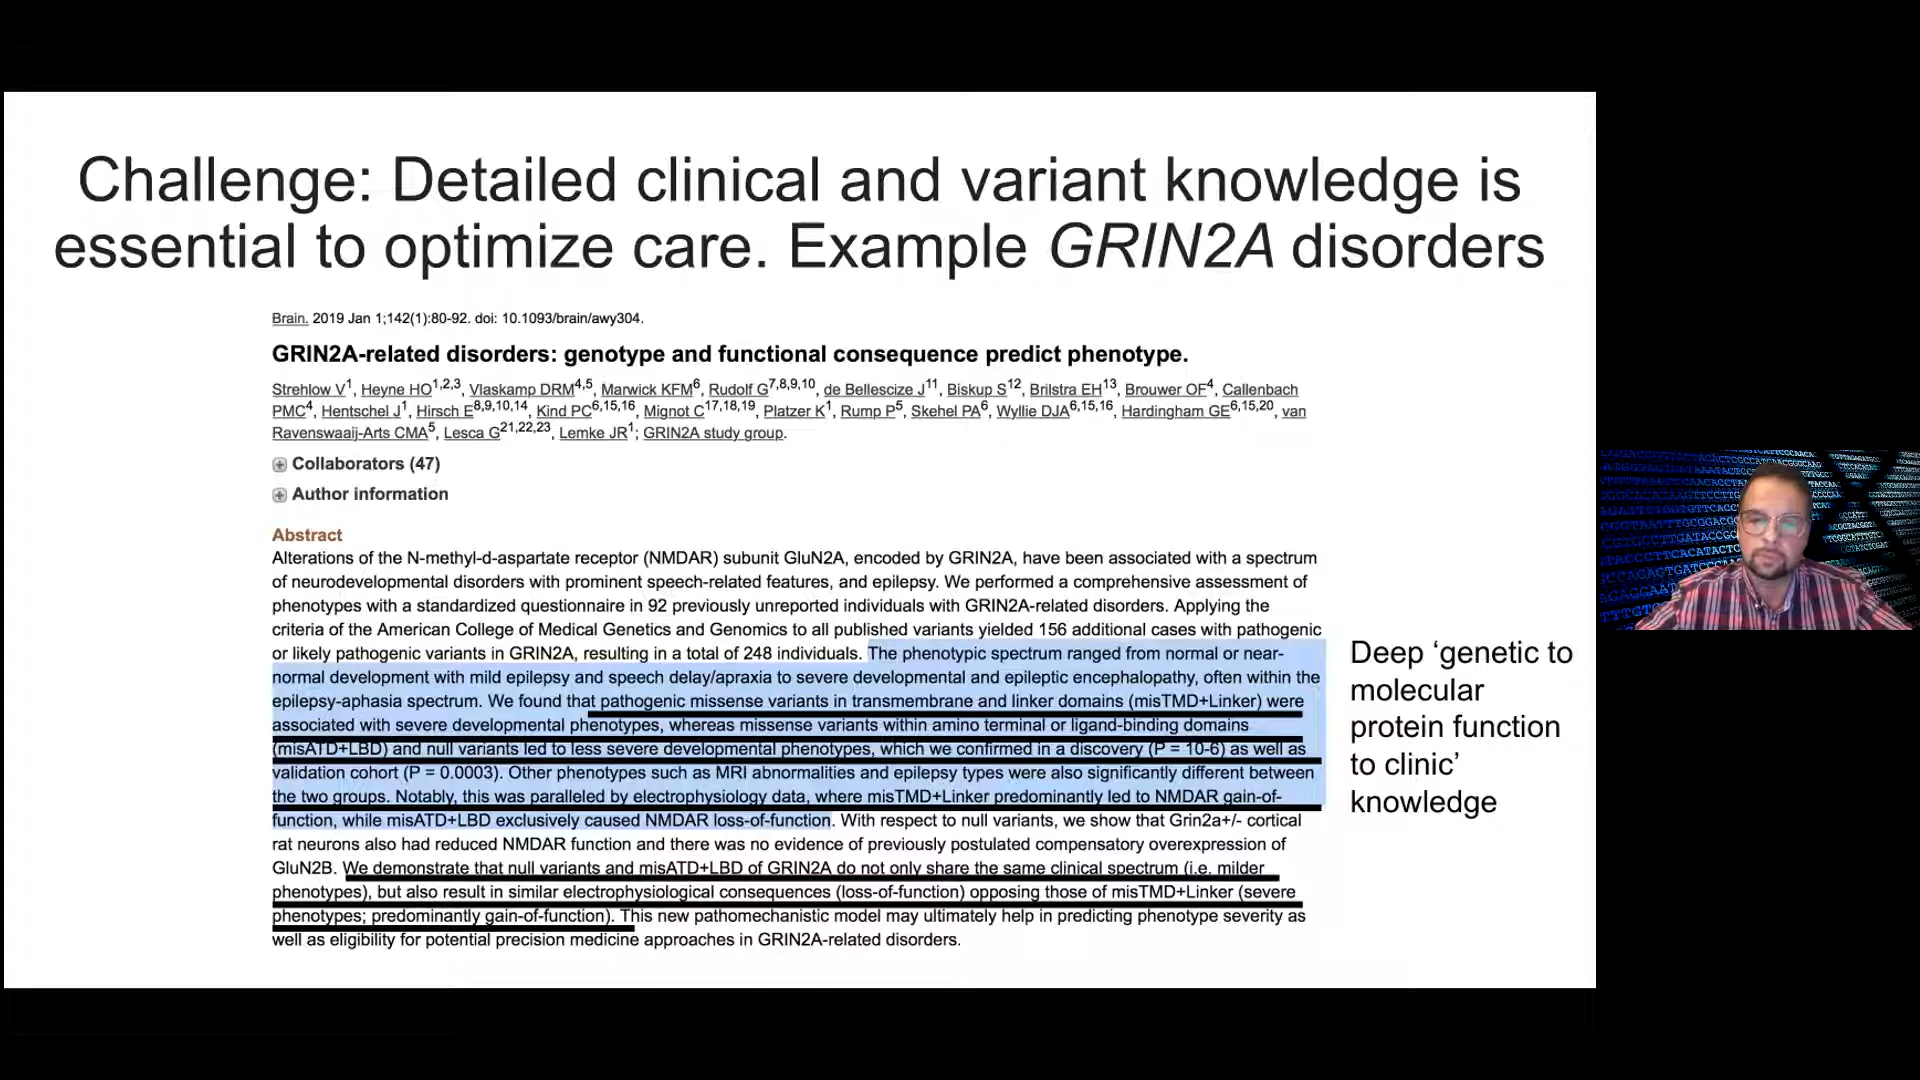 Challenge: Detailed clinical and variant knowledge is
essential to optimize care. Example GRIN2A disorders
Brain. 2019 Jan 1;142(1):80-92. doi: 10.1093/brain/awy304.
GRIN2A-related disorders: genotype and functional consequence predict phenotype.
Strehlow V1, Heyne HO1,2,3, Vlaskamp DRM4,5, Marwick KFM6, Rudolf G7,8,9,10, de Bellescize J11, Biskup S12, Brilstra EH13, Brouwer OF4, Callenbach
PMC4, Hentschel J1, Hirsch E8,9,10,14, Kind PC6,15,16, Mignot C17,18,19, Platzer K1, Rump P5, Skehel PA6, Wyllie DJA6,15,16, Hardingham GE6,15,20, van
Ravenswaaij-Arts CMA5, Lesca G21,22,23, Lemke JR1; GRIN2A study group.
Collaborators (47)
Author information
Abstract
Alterations of the N-methyl-d-aspartate receptor (NMDAR) subunit GluN2A, encoded by GRIN2A, have been associated with a spectrum
of neurodevelopmental disorders with prominent speech-related features, and epilepsy. We performed a comprehensive assessment of
phenotypes with a standardized questionnaire in 92 previously unreported individuals with GRIN2A-related disorders. Applying the
criteria of the American College of Medical Genetics and Genomics to all published variants yielded 156 additional cases with pathogenic
or likely pathogenic variants in GRIN2A, resulting in a total of 248 individuals. The phenotypic spectrum ranged from normal or near-
normal development with mild epilepsy and speech delay/apraxia to severe developmental and epileptic encephalopathy, often within the
epilepsy-aphasia spectrum. We found that pathogenic missense variants in transmembrane and linker domains (misTMD+Linker) were
associated with severe developmental phenotypes, whereas missense variants within amino terminal or ligand-binding domains
(misATD+LBD) and null variants led to less severe developmental phenotypes, which we confirmed in a discovery (P = 10-6) as well as
validation cohort (P = 0.0003). Other phenotypes such as MRI abnormalities and epilepsy types were also significantly different between
the two groups. Notably, this was paralleled by electrophysiology data, where misTMD+Linker predominantly led to NMDAR gain-of-
function, while misATD+LBD exclusively caused NMDAR loss-of-function. With respect to null variants, we show that Grin2a+/- cortical
rat neurons also had reduced NMDAR function and there was no evidence of previously postulated compensatory overexpression of
GluN2B. We demonstrate that null variants and misATD+LBD of GRIN2A do not only share the same clinical spectrum (i.e. milder
phenotypes), but also result in similar electrophysiological consequences (loss-of-function) opposing those of misTMD+Linker (severe
phenotypes; predominantly gain-of-function). This new pathomechanistic model may ultimately help in predicting phenotype severity as
well as eligibility for potential precision medicine approaches in GRIN2A-related disorders.
Deep ‘genetic to
molecular
protein function
to clinic’
knowledge